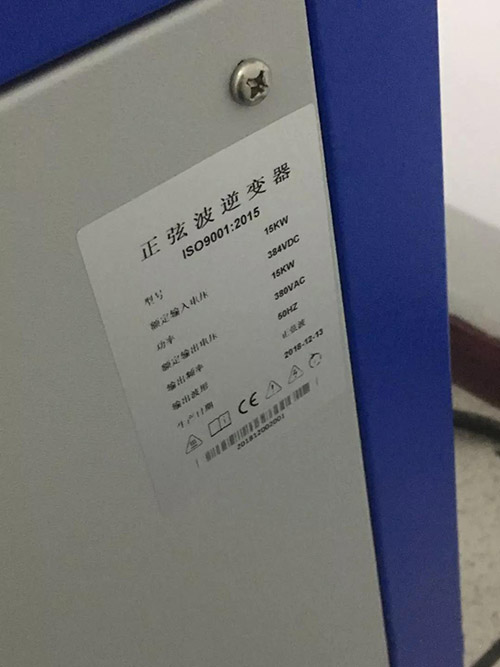 正弦波逆变器
ISO9001:2015
型号 15KW
额定输入电压 384VDC
功率 15KW
额定输出电压 380VAC
输出频率 50HZ
输出波形 正弦波
生产日期 2018-12-13
CE
201812002001